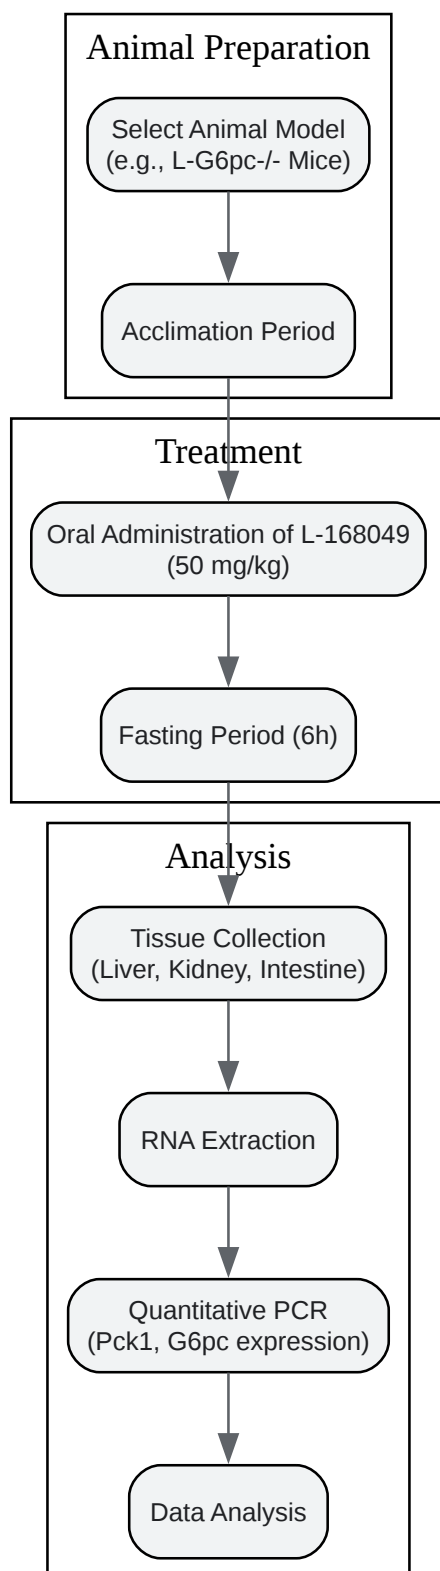 Animal Preparation
Select Animal Model
(e.g., L-G6pc-/- Mice)
Acclimation Period
Treatment
Oral Administration of L-168049
(50 mg/kg)
Fasting Period (6h)
Analysis
Tissue Collection
(Liver, Kidney, Intestine)
RNA Extraction
Quantitative PCR
(Pck1, G6pc expression)
Data Analysis